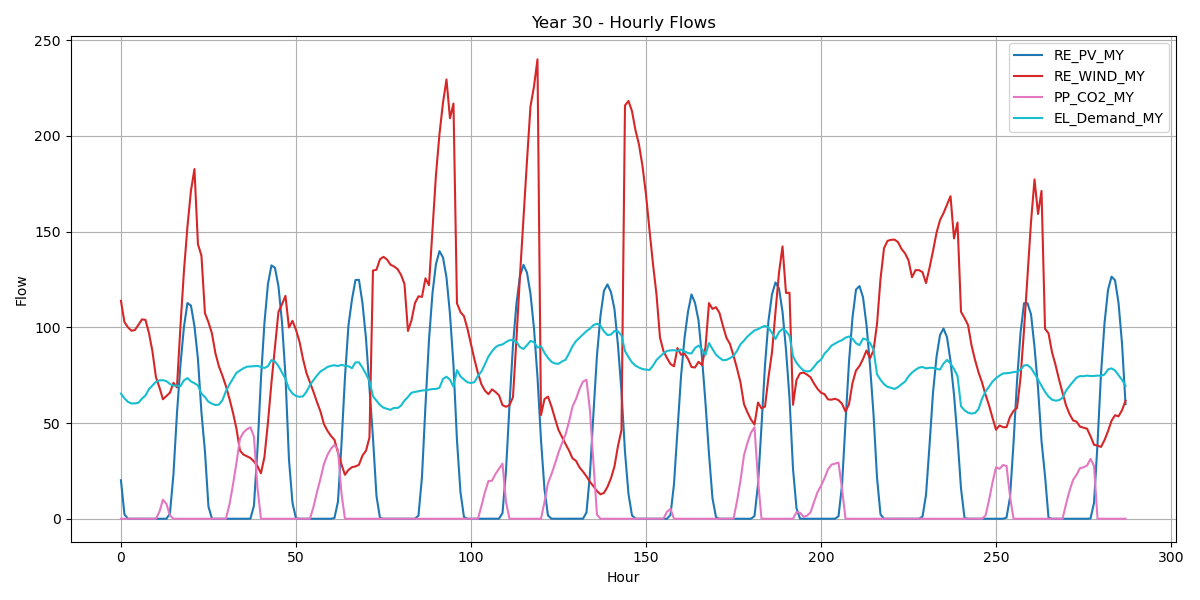 Year 30 - Hourly Flows
250
200
150
100
50
0
Flow
RE_PV_MY
RE_WIND_MY
PP_CO2_MY
EL_Demand_MY
0 50 100 150 200 250 300
Hour